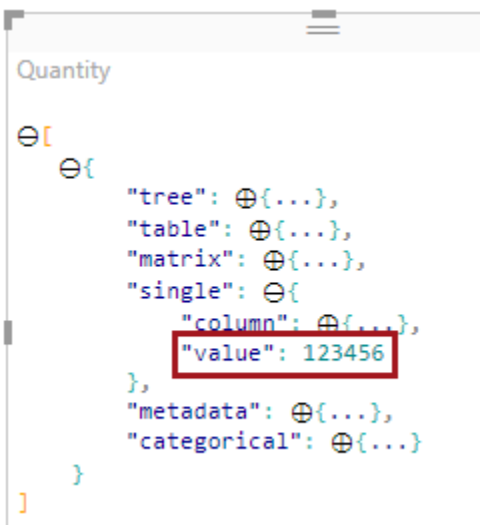 Quantity
⊖[
⊖{
"tree": ⊕{...},
"table": ⊕{...},
"matrix": ⊕{...},
"single": ⊖{
"column": ⊕{...},
"value": 123456
},
"metadata": ⊕{...},
"categorical": ⊕{...}
}
]